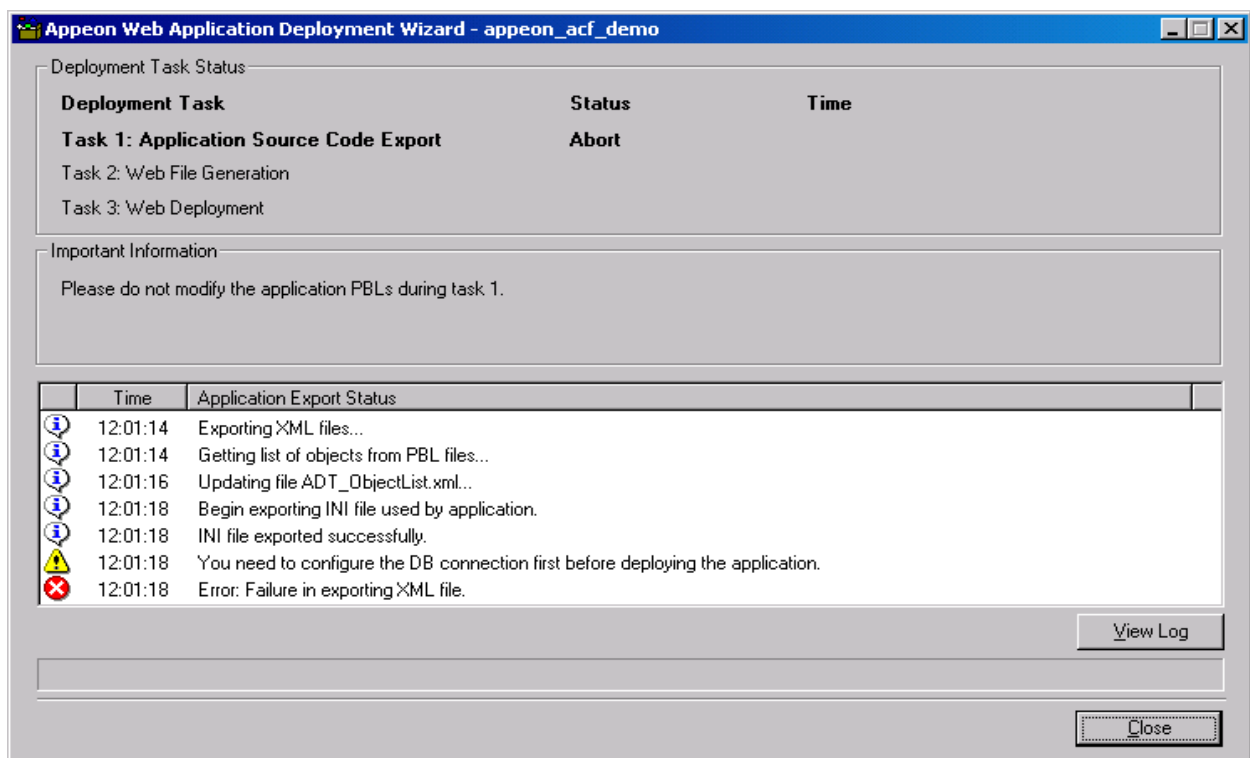 Appeon Web Application Deployment Wizard - appeon_acf_demo
Deployment Task Status
Deployment Task Status Time
Task 1: Application Source Code Export Abort
Task 2: Web File Generation
Task 3: Web Deployment
Important Information
Please do not modify the application PBLs during task 1.
Time Application Export Status
12:01:14 Exporting XML files...
12:01:14 Getting list of objects from PBL files...
12:01:16 Updating file ADT_ObjectList.xml...
12:01:18 Begin exporting INI file used by application.
12:01:18 INI file exported successfully.
12:01:18 You need to configure the DB connection first before deploying the application.
12:01:18 Error: Failure in exporting XML file.
View Log
Close